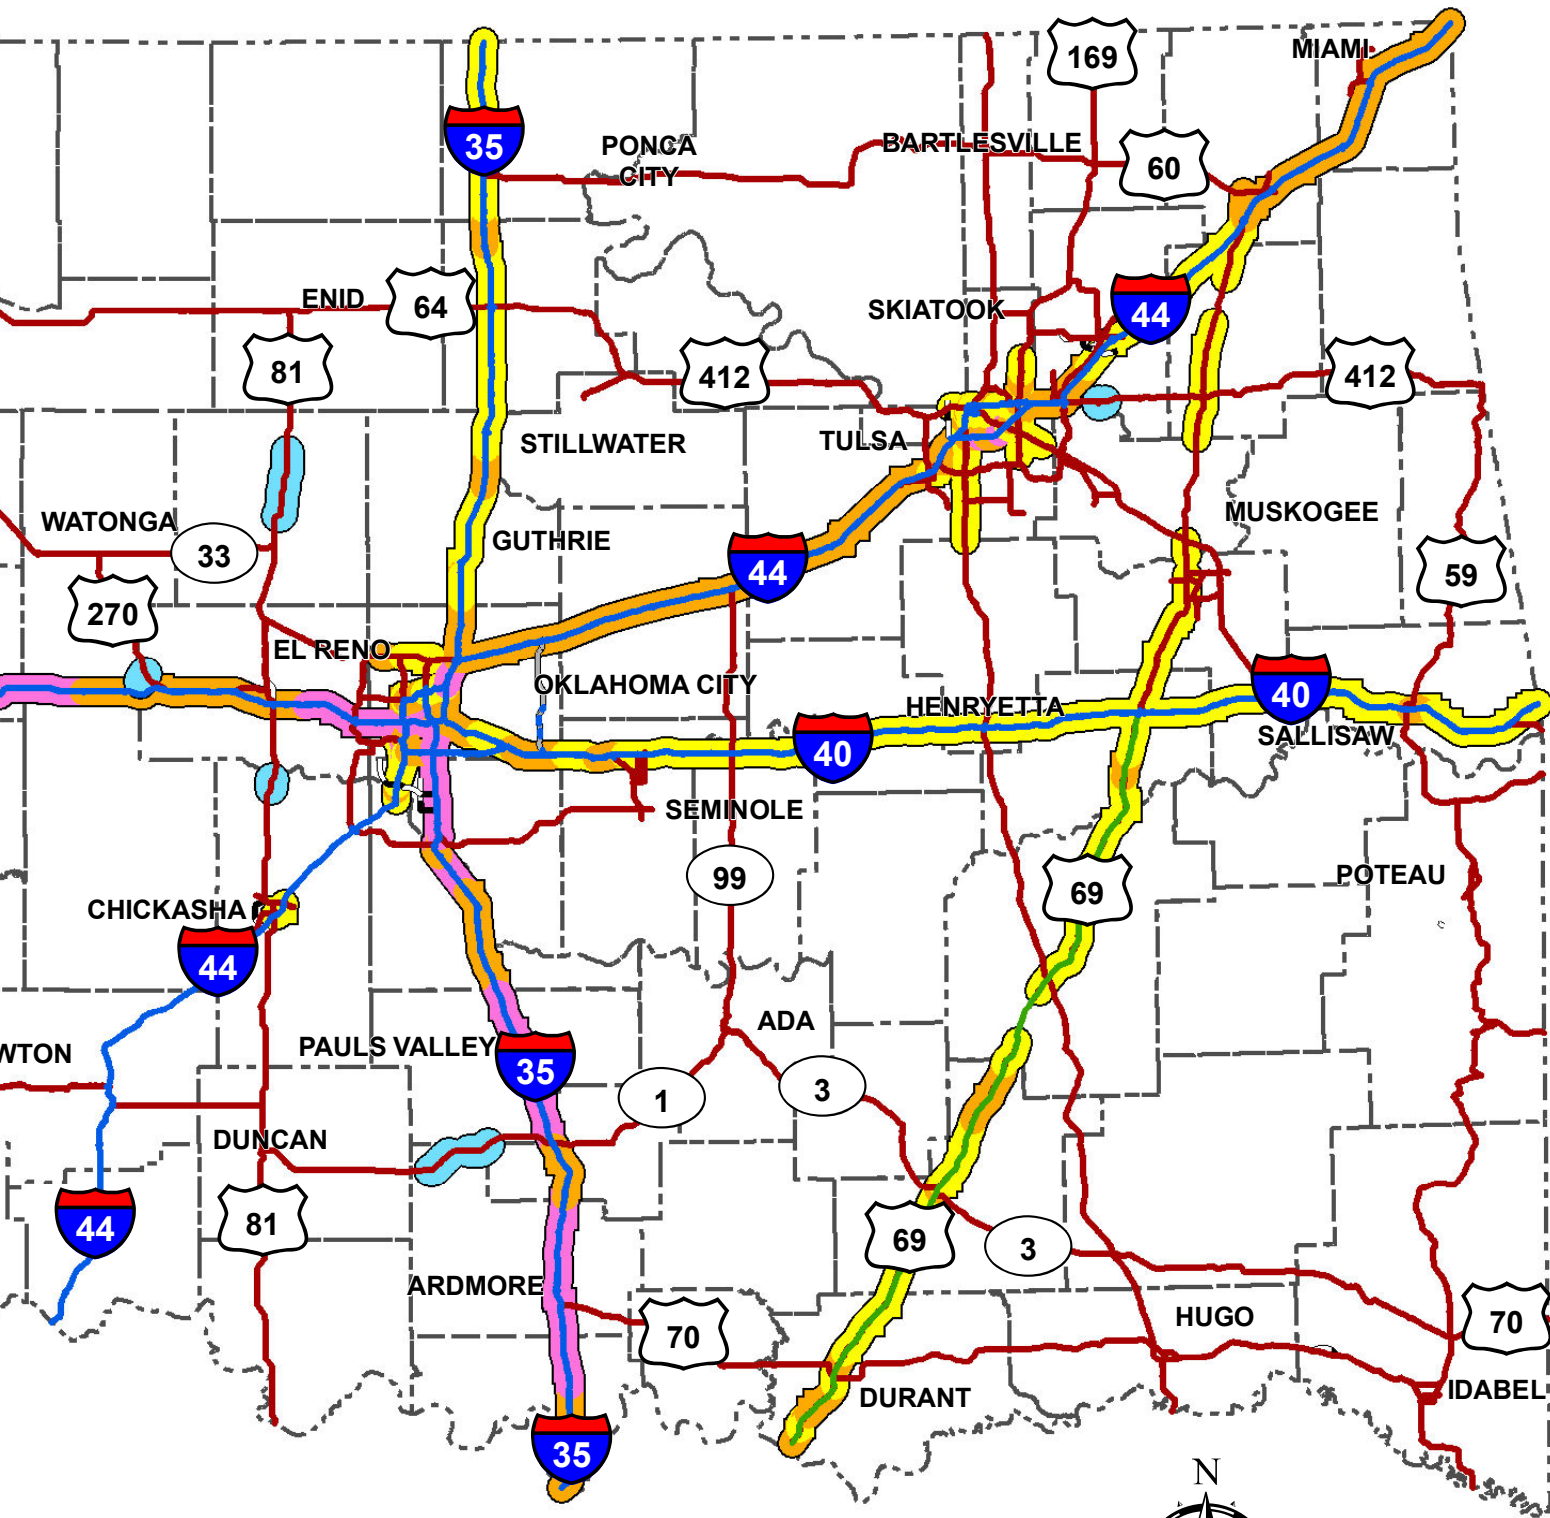 MIAMI
169
35
PONCA
CITY
BARTLESVILLE
60
ENID
64
SKIATOOK
44
81
412
412
STILLWATER
TULSA
WATONGA
33
GUTHRIE
44
MUSKOGEE
59
270
EL RENO
OKLAHOMA CITY
HENRYETTA
40
40
SALLISAW
SEMINOLE
99
69
POTEAU
CHICKASHA
44
ADA
WTON
PAULS VALLEY
35
1
3
DUNCAN
44
81
69
3
ARDMORE
70
HUGO
70
DURANT
IDABEL
35
N